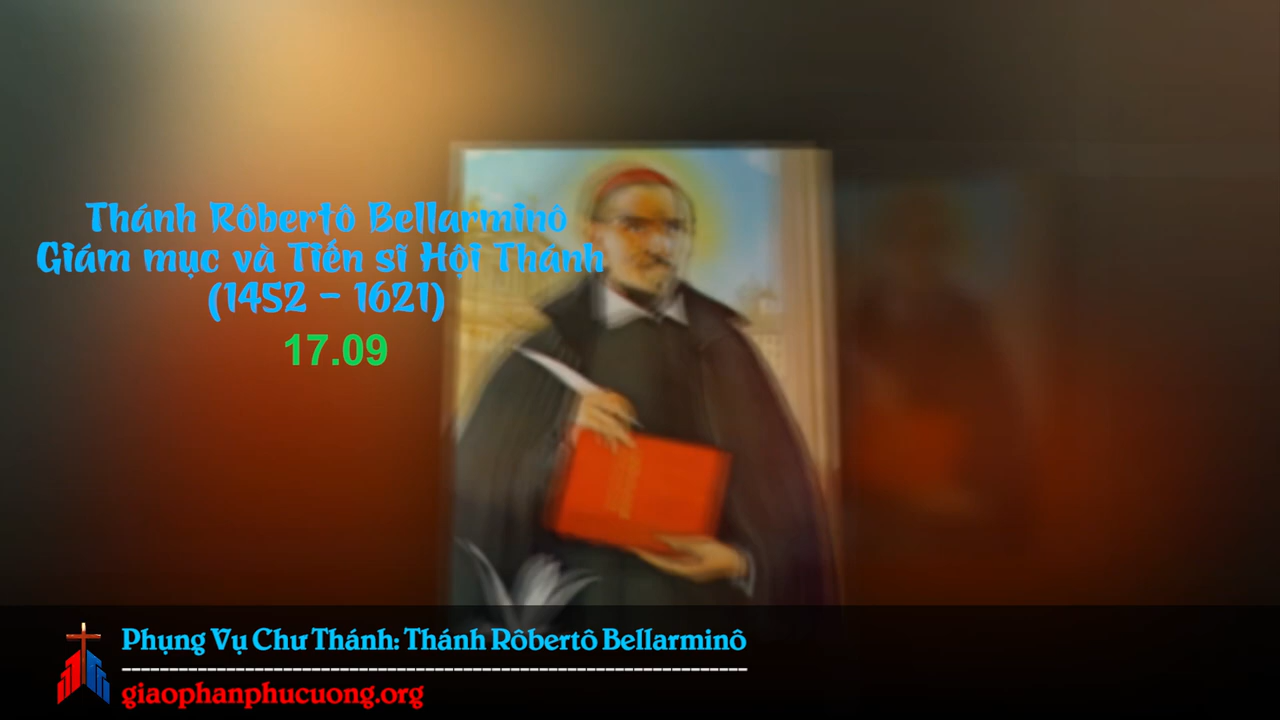 Thánh Rôbertô Bellarminô
Giám mục và Tiến sĩ Hội Thánh
(1452 - 1621)
17.09
Phụng Vụ Chư Thánh: Thánh Rôbertô Bellarminô
giaophanphucuong.org